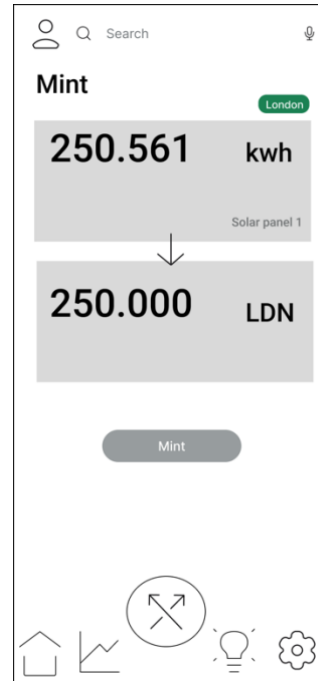 Search
Mint
London
250.561 kwh
Solar panel 1
250.000 LDN
Mint